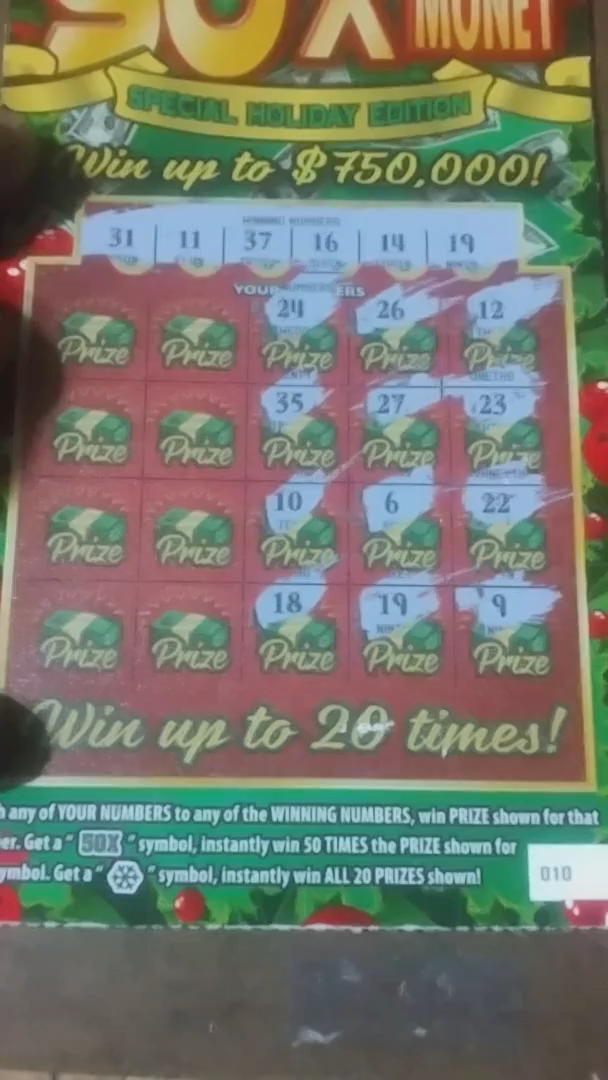 50X MONEY
SPECIAL HOLIDAY EDITION
Win up to $750,000!
WINNING NUMBERS
31 11 37 16 14 19
YOUR NUMBERS
24 26 12
Prize Prize Prize Prize Prize
35 27 23
Prize Prize Prize Prize Prize
10 6 22
Prize Prize Prize Prize Prize
18 19 9
Prize Prize Prize Prize Prize
Win up to 20 times!
any of YOUR NUMBERS to any of the WINNING NUMBERS, win PRIZE shown for that
Get a " 50X " symbol, instantly win 50 TIMES the PRIZE shown for
Get a " " symbol, instantly win ALL 20 PRIZES shown!
010